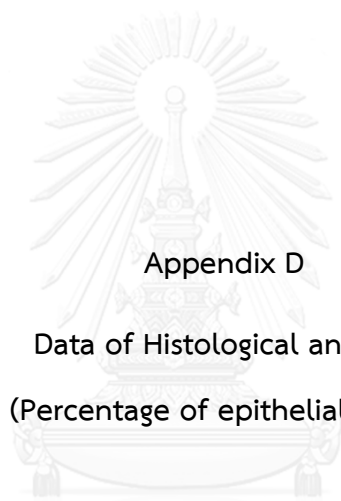 Appendix D
Data of Histological an
(Percentage of epithelial